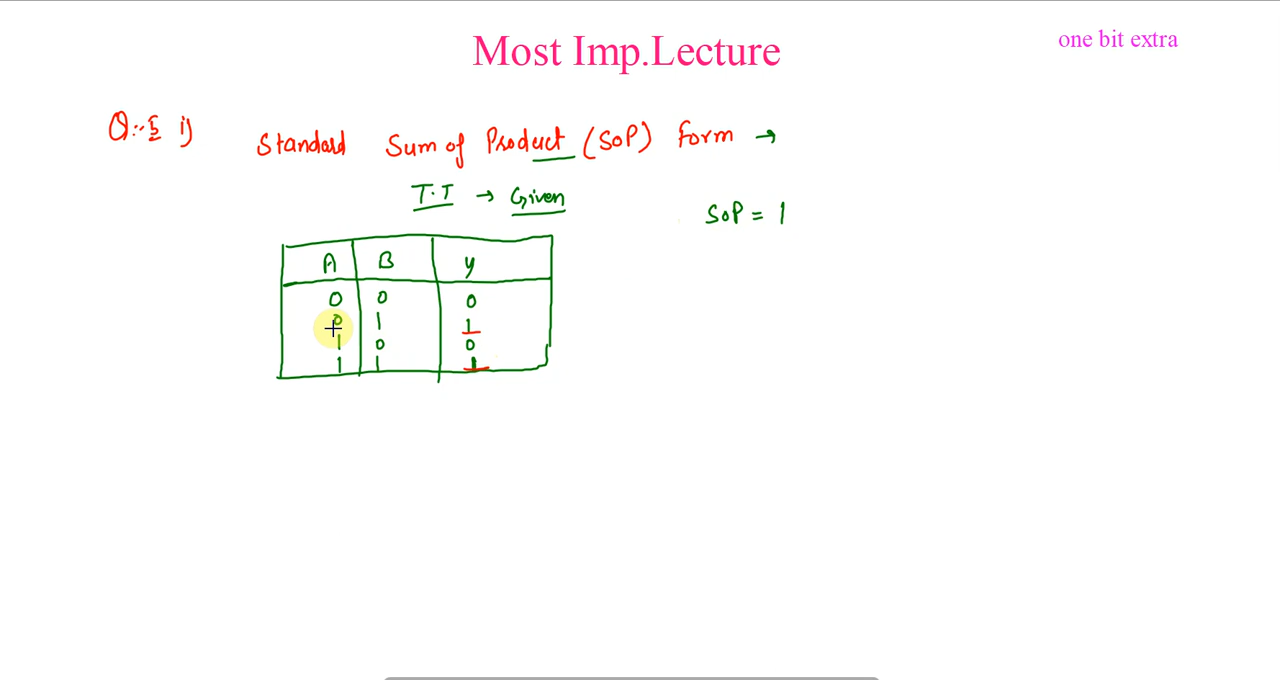 Most Imp.Lecture
one bit extra
Q:- i) Standard Sum of Product (SoP) Form →
T.T → Given
SoP = 1
A B y
0 0 0
0 1 1
1 0 0
1 1 1